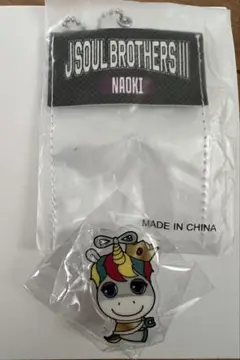 J SOUL BROTHERS III
NAOKI
MADE IN CHINA